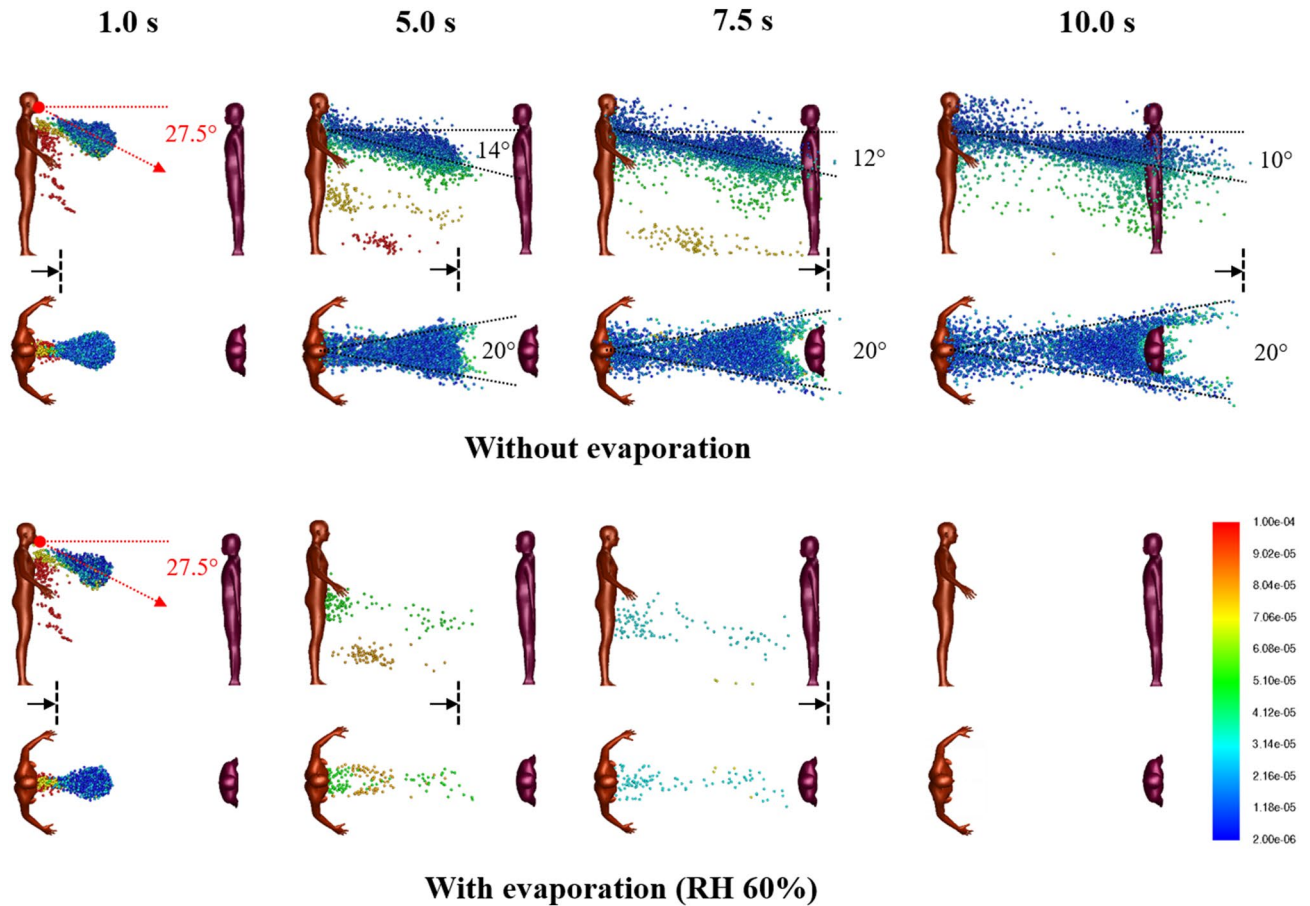 1.0 s
5.0 s
7.5 s
10.0 s
27.5°
14°
12°
10°
20°
20°
20°
Without evaporation
27.5°
1.00e-04
9.02e-05
8.04e-05
7.06e-05
6.08e-05
5.10e-05
4.12e-05
3.14e-05
2.16e-05
1.18e-05
2.00e-06
With evaporation (RH 60%)